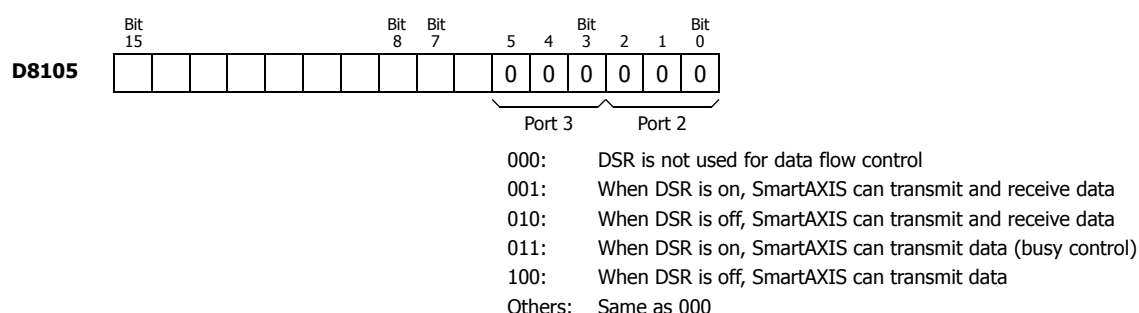 Bit Bit Bit Bit Bit
15 8 7 5 4 3 2 1 0
D8105 0 0 0 0 0 0
Port 3 Port 2
000: DSR is not used for data flow control
001: When DSR is on, SmartAXIS can transmit and receive data
010: When DSR is off, SmartAXIS can transmit and receive data
011: When DSR is on, SmartAXIS can transmit data (busy control)
100: When DSR is off, SmartAXIS can transmit data
Others: Same as 000